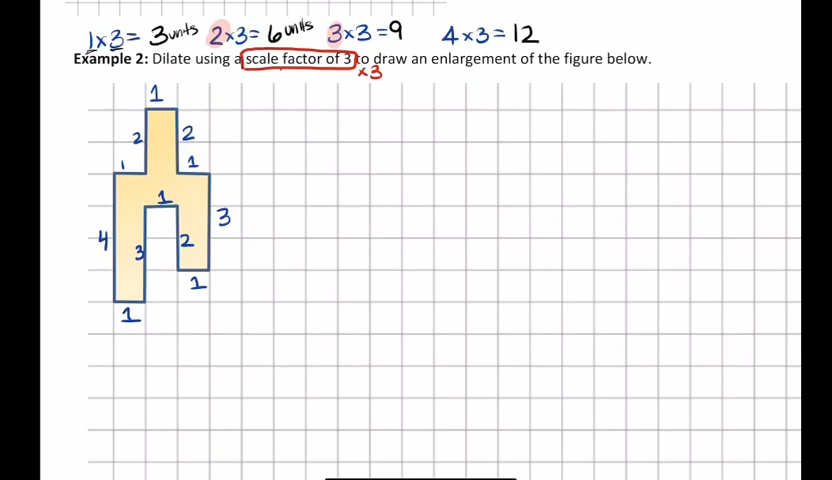 1x3= 3 units 2x3= 6 units 3x3=9 4x3=12
Example 2: Dilate using a scale factor of 3 to draw an enlargement of the figure below.
x3
1
2 2
1 1
1
3
4 3 2
1
1